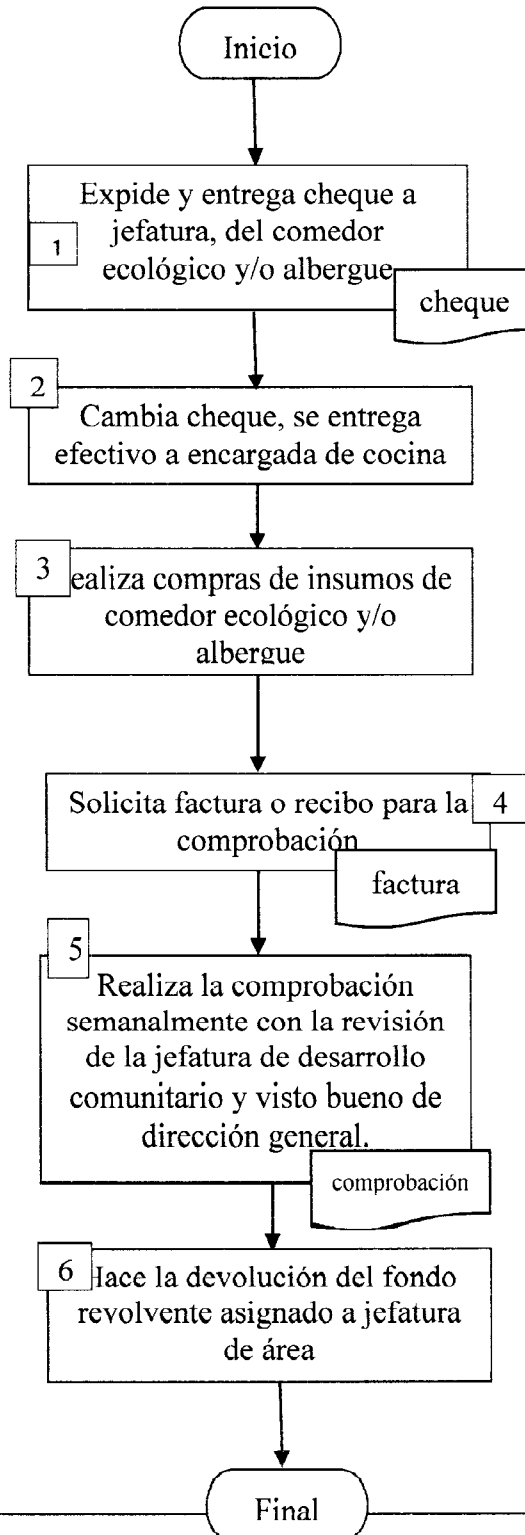 Inicio
Expide y entrega cheque a
1
jefatura, del comedor
ecológico y/o albergue
cheque
2
Cambia cheque, se entrega
efectivo a encargada de cocina
3
ealiza compras de insumos de
comedor ecológico y/o
albergue
Solicita factura o recibo para la
4
comprobación
factura
5
Realiza la comprobación
semanalmente con la revisión
de la jefatura de desarrollo
comunitario y visto bueno de
dirección general.
comprobación
6
Hace la devolución del fondo
revolvente asignado a jefatura
de área
Final